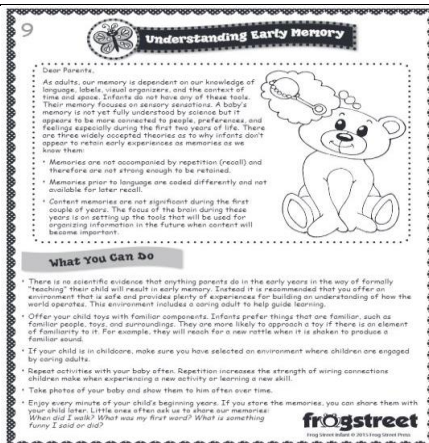 9
Understanding Early Memory
Dear Parents,
As adults, our memory is dependent on our knowledge of
language, labels, visual organizers, and the context of
time and space. Infants do not have any of these tools.
Their memory focuses on sensory sensations. A baby's
memory is not yet fully understood by science but it
appears to be more connected to people, preferences, and
feelings especially during the first two years of life. There
are three widely accepted theories as to why infants don't
appear to retain early experiences as memories as we
know them:
• Memories are not accompanied by repetition (recall) and
therefore are not strong enough to be retained.
• Memories prior to language are coded differently and not
available for later recall.
• Content memories are not significant during the first
couple of years. The focus of the brain during these
years is on setting up the tools that will be used for
organizing information in the future when content will
become important.
What You Can Do
• There is no scientific evidence that anything parents do in the early years in the way of formally
"teaching" their child will result in early memory. Instead it is recommended that you offer an
environment that is safe and provides plenty of experiences for building an understanding of how the
world operates. This environment includes a caring adult to help guide learning.
• Offer your child toys with familiar components. Infants prefer things that are familiar, such as
familiar people, toys, and surroundings. They are more likely to approach a toy if there is an element
of familiarity to it. For example, they will reach for a new rattle when it is shaken to produce a
familiar sound.
• If your child is in childcare, make sure you have selected an environment where children are engaged
by caring adults.
• Repeat activities with your baby often. Repetition increases the strength of wiring connections
children make when experiencing a new activity or learning a new skill.
• Take photos of your baby and show them to him often over time.
• Enjoy every minute of your child's beginning years. If you store the memories, you can share them with
your child later. Little ones often ask us to share our memories:
When did I walk? What was my first word? What is something
funny I said or did?
frogstreet
Frog Street Infant © 2013 Frog Street Press